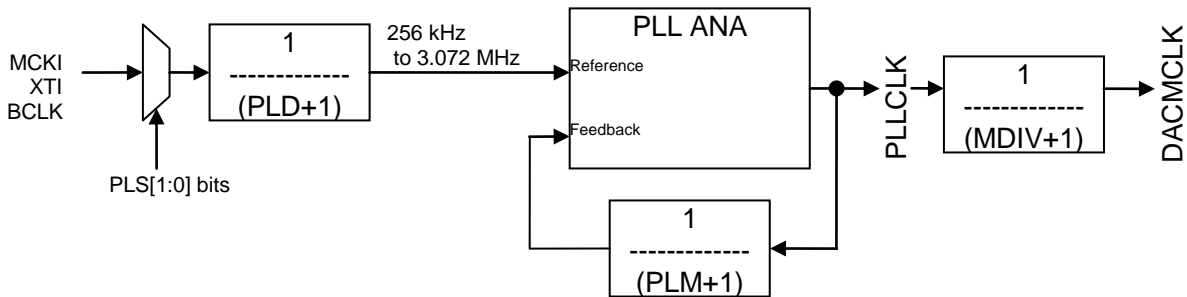 MCKI
XTI
BCLK
PLS[1:0] bits
1
------------
(PLD+1)
256 kHz
to 3.072 MHz
PLL ANA
Reference
Feedback
1
------------
(PLM+1)
PLLCLK
1
------------
(MDIV+1)
DACMCLK